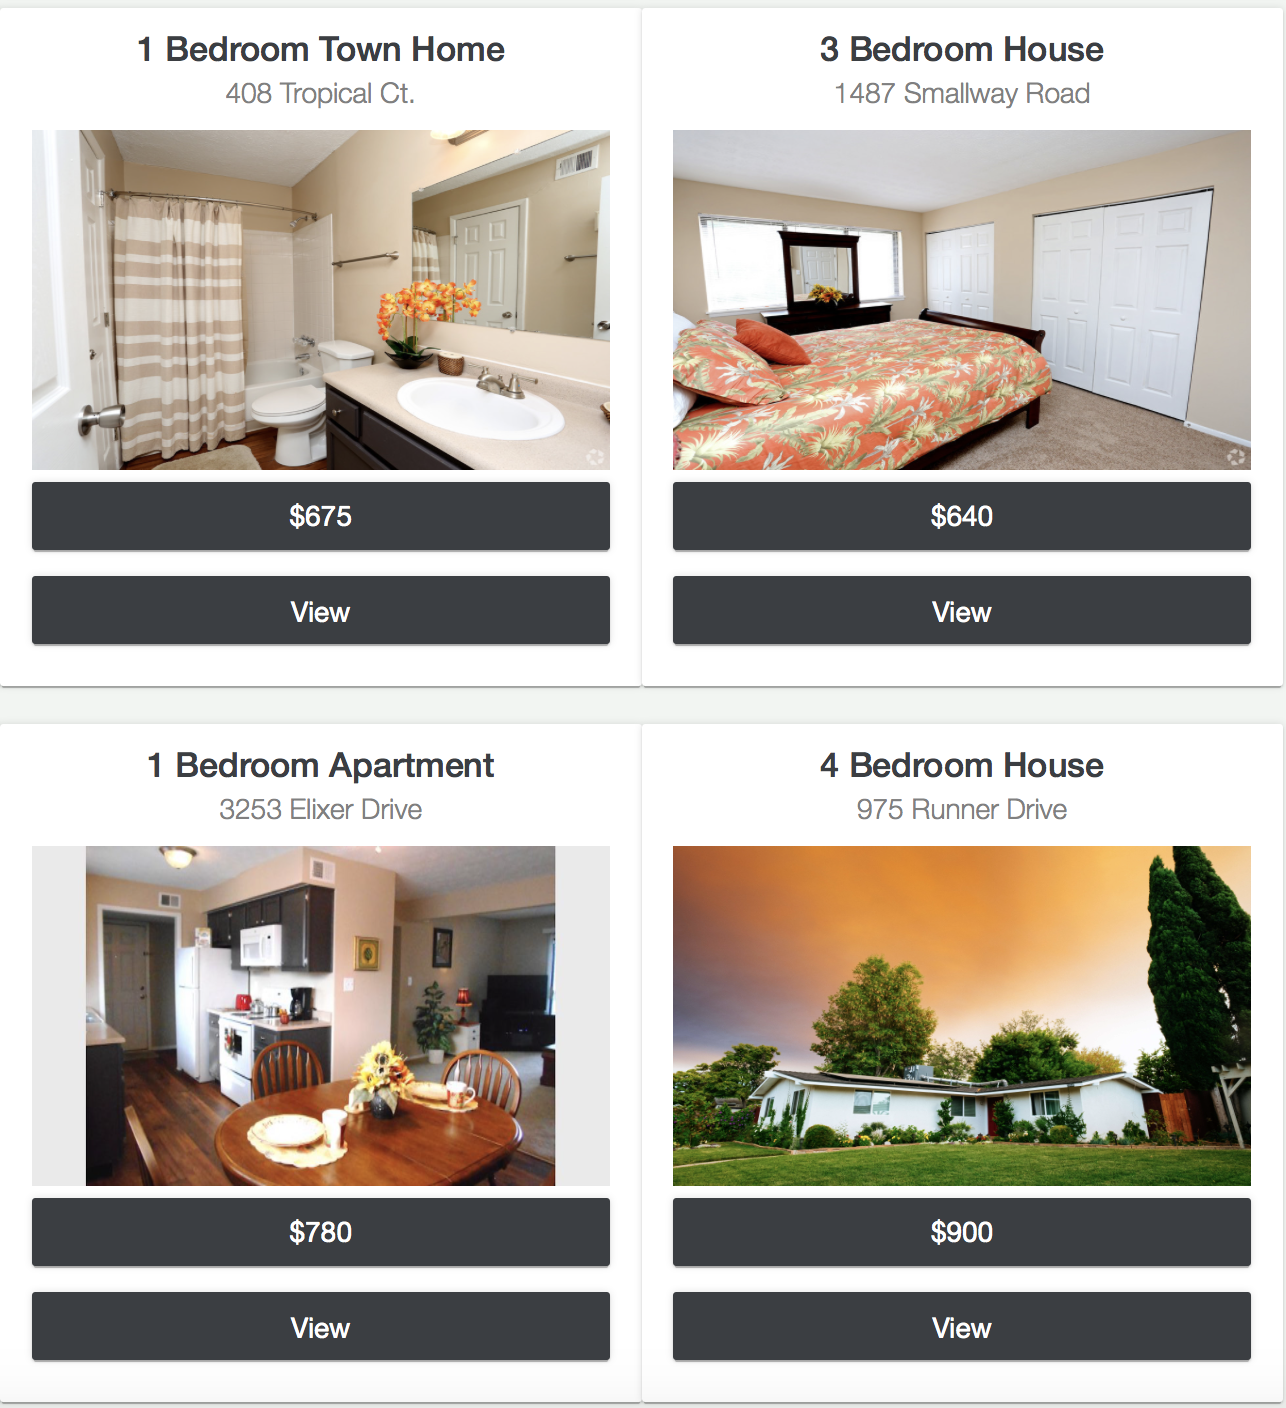 1 Bedroom Town Home
408 Tropical Ct.
$675
View
3 Bedroom House
1487 Smallway Road
$640
View
1 Bedroom Apartment
3253 Elixer Drive
$780
View
4 Bedroom House
975 Runner Drive
$900
View